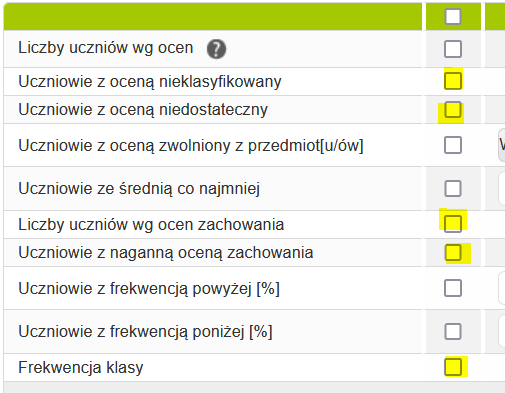 Liczby uczniów wg ocen ?
Uczniowie z oceną nieklasyfikowany
Uczniowie z oceną niedostateczny
Uczniowie z oceną zwolniony z przedmiot[u/ów]
Uczniowie ze średnią co najmniej
Liczby uczniów wg ocen zachowania
Uczniowie z naganną oceną zachowania
Uczniowie z frekwencją powyżej [%]
Uczniowie z frekwencją poniżej [%]
Frekwencja klasy